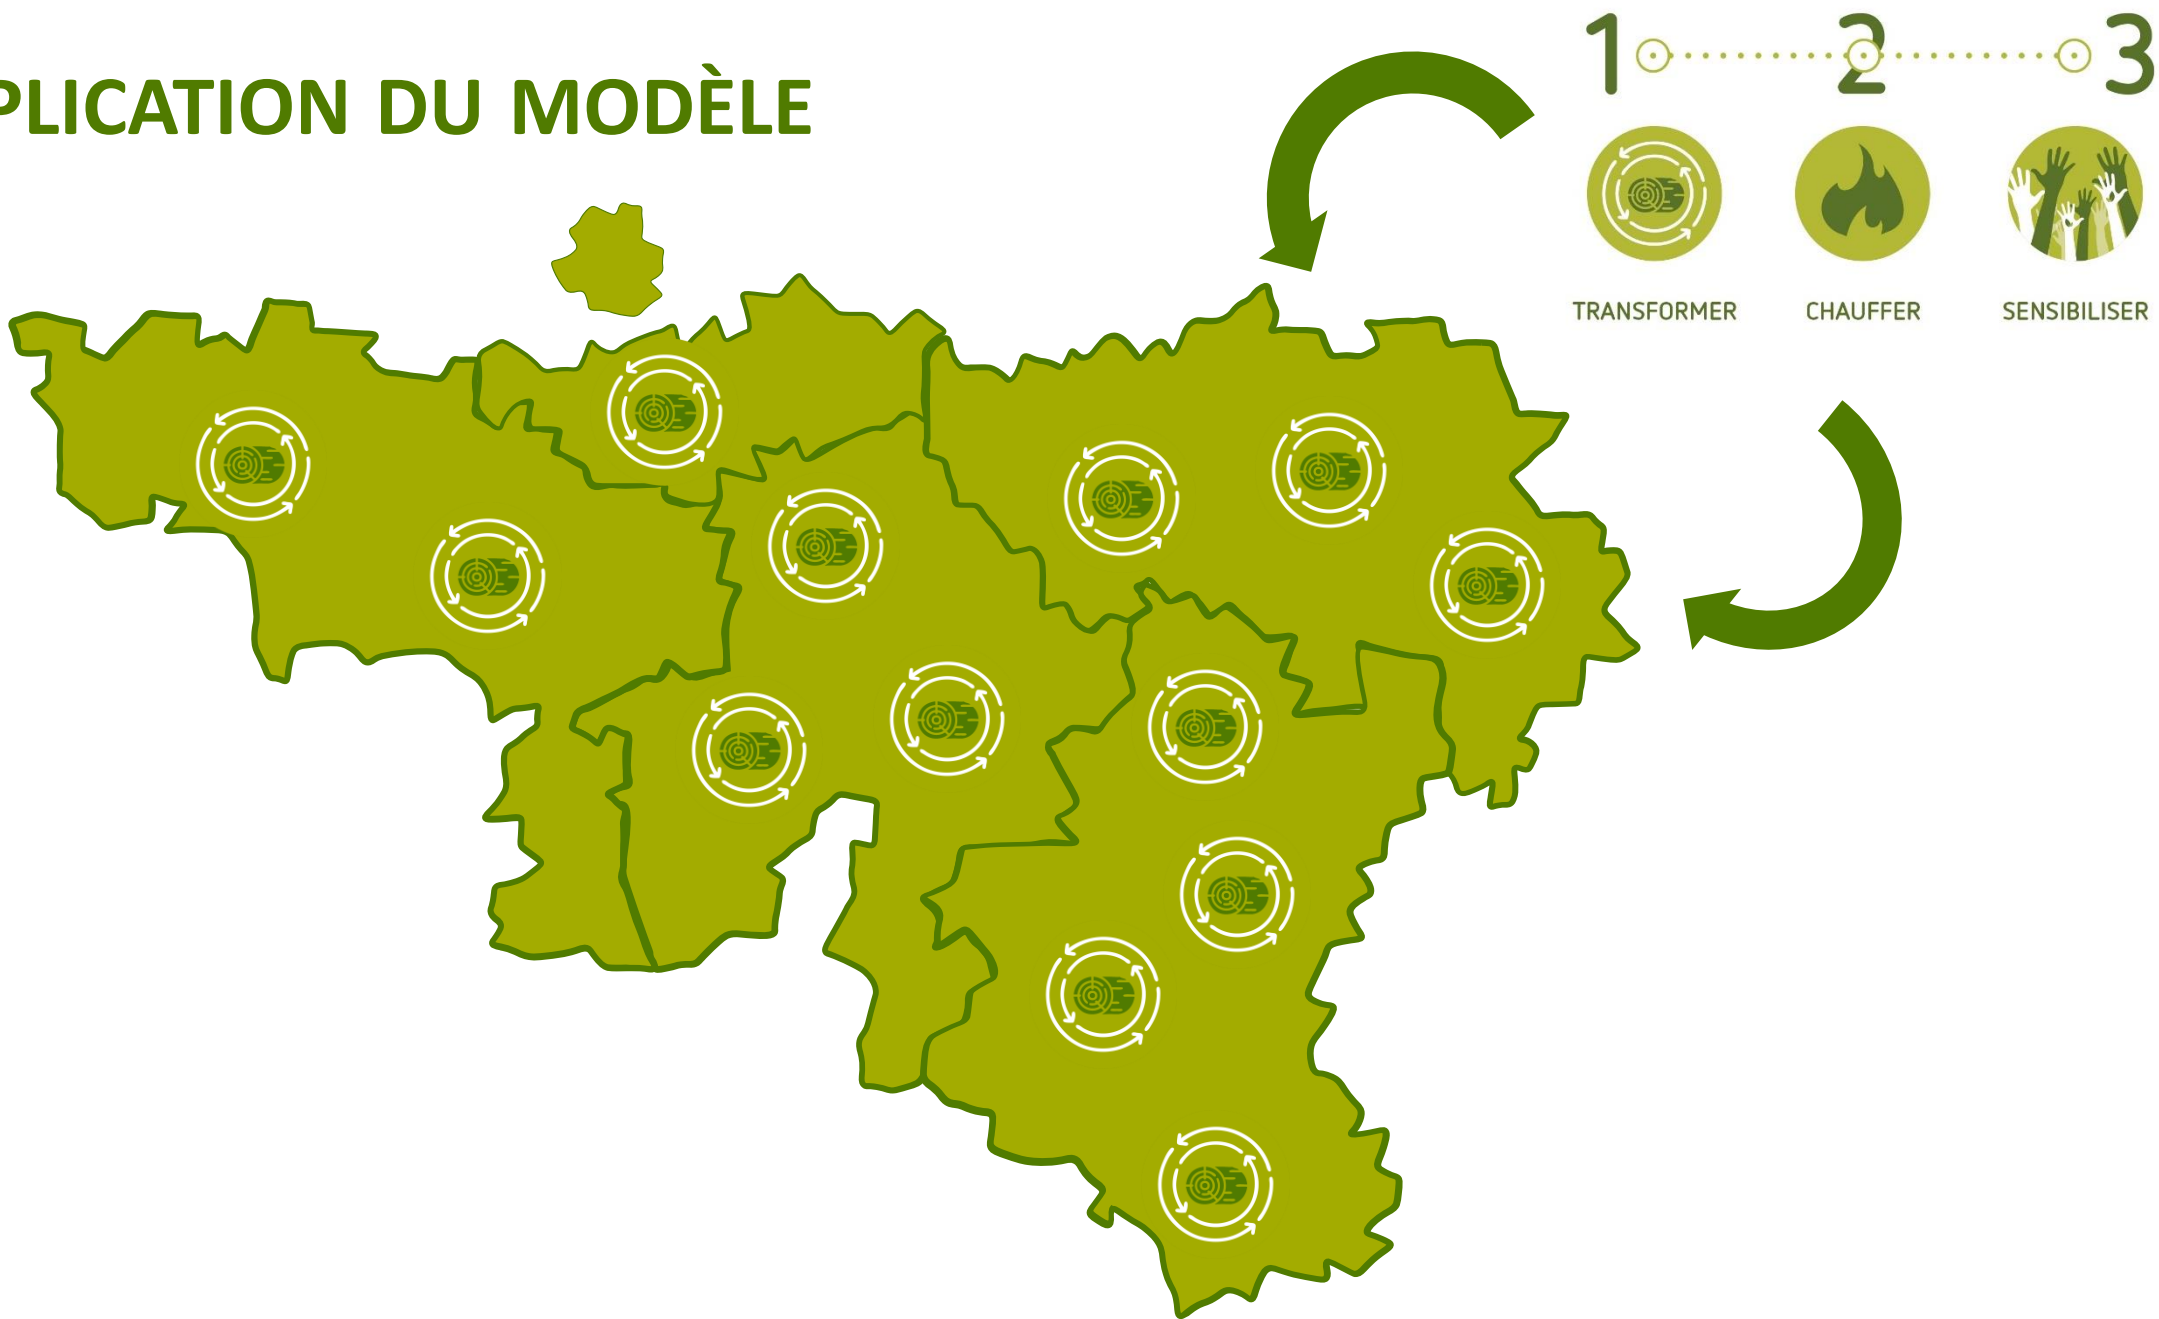 PLICATION DU MODÈLE
1 2 3
TRANSFORMER CHAUFFER SENSIBILISER